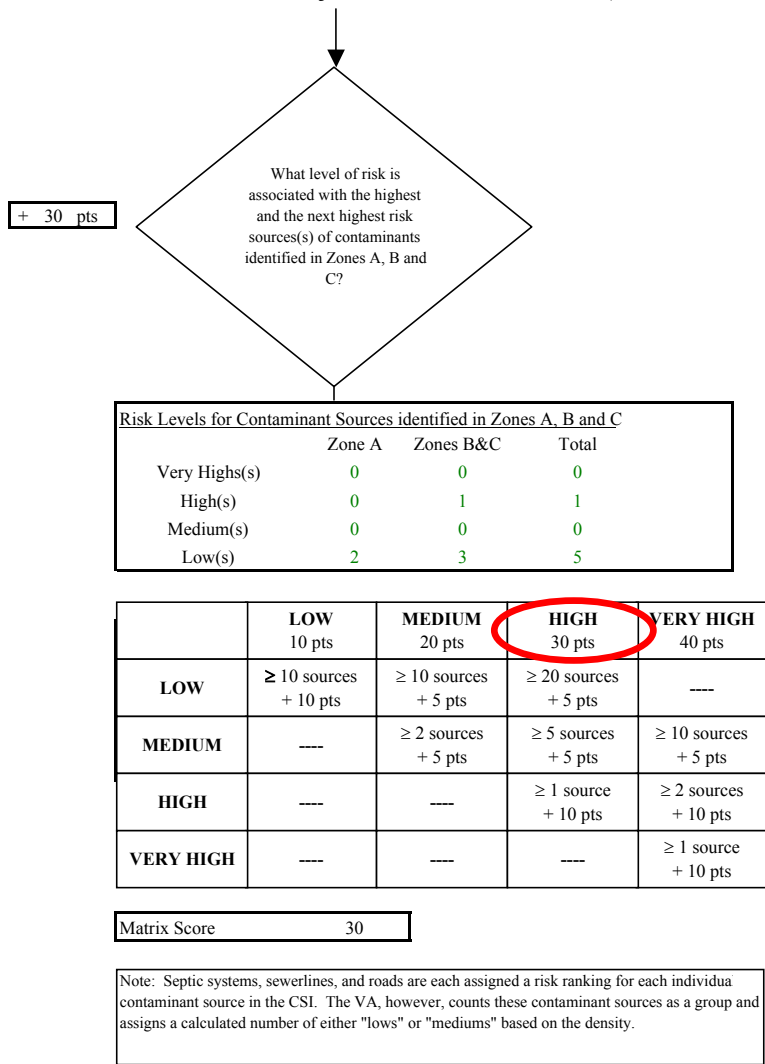 What level of risk is
associated with the highest
and the next highest risk
sources(s) of contaminants
identified in Zones A, B and
C?
+ 30 pts
Risk Levels for Contaminant Sources identified in Zones A, B and C
Zone A Zones B&C Total
Very Highs(s) 0 0 0
High(s) 0 1 1
Medium(s) 0 0 0
Low(s) 2 3 5
LOW MEDIUM HIGH VERY HIGH
10 pts 20 pts 30 pts 40 pts
LOW ≥ 10 sources ≥ 10 sources ≥ 20 sources ----
+ 10 pts + 5 pts + 5 pts
MEDIUM ---- ≥ 2 sources ≥ 5 sources ≥ 10 sources
+ 5 pts + 5 pts + 5 pts
HIGH ---- ---- ≥ 1 source ≥ 2 sources
+ 10 pts + 10 pts
VERY HIGH ---- ---- ---- ≥ 1 source
+ 10 pts
Matrix Score 30
Note: Septic systems, sewerlines, and roads are each assigned a risk ranking for each individua
contaminant source in the CSI. The VA, however, counts these contaminant sources as a group and
assigns a calculated number of either "lows" or "mediums" based on the density.